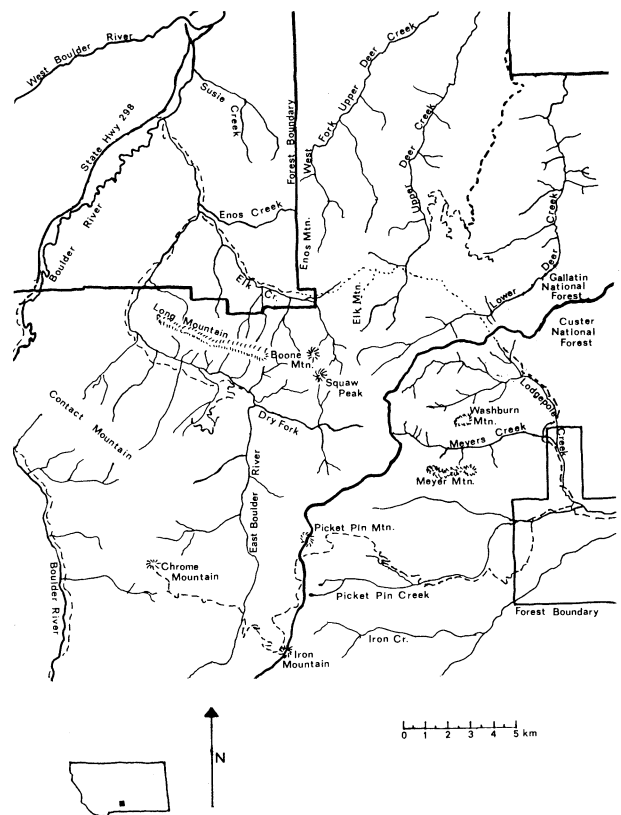 West Boulder River
State Hwy 298
Boulder River
Susie
Creek
Forest Boundary
West Fork Upper Deer Creek
Upper Deer Creek
Enos Creek
Enos Mtn.
Elk Cr.
Elk Mtn.
Lower Deer Creek
Gallatin
National
Forest
Custer
National
Forest
Long Mountain
Boone
Mtn.
Squaw
Peak
Lodgepole Creek
Washburn
Mtn.
Meyers Creek
Meyer Mtn.
Contact Mountain
Dry Fork
East Boulder River
Picket Pin Mtn.
Chrome
Mountain
Boulder River
Picket Pin Creek
Forest Boundary
Iron Cr.
Iron
Mountain
N
0 1 2 3 4 5 km